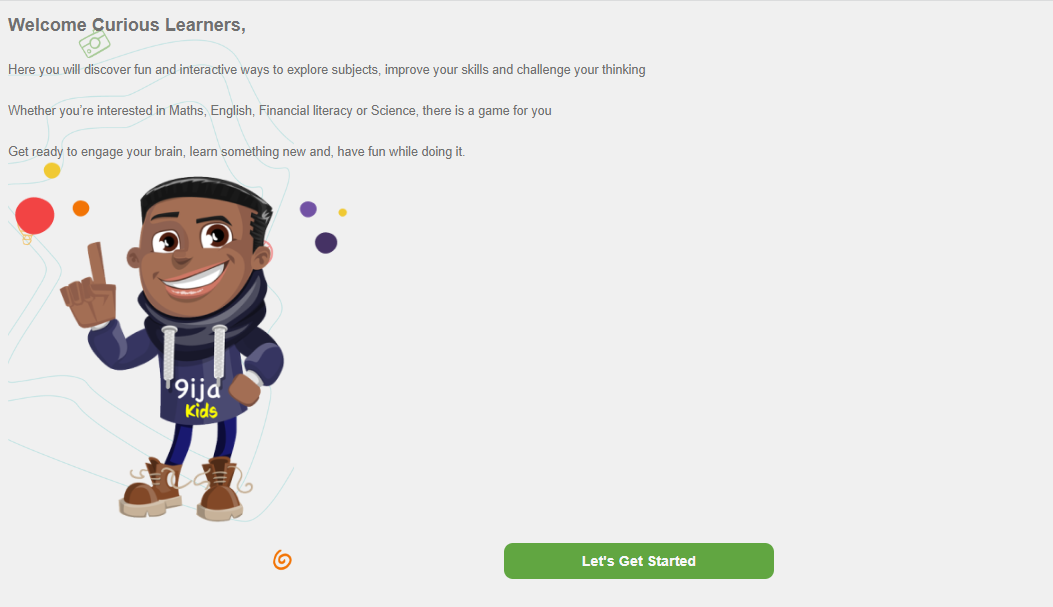 Welcome Curious Learners,
Here you will discover fun and interactive ways to explore subjects, improve your skills and challenge your thinking
Whether you're interested in Maths, English, Financial literacy or Science, there is a game for you
Get ready to engage your brain, learn something new and, have fun while doing it.
9ija
Kids
Let's Get Started